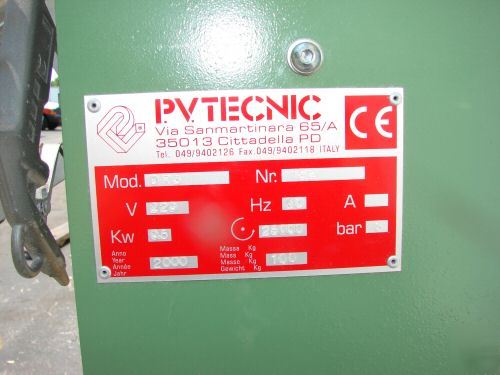 P.V.TECNIC
Via Sanmartinara 65/A
35013 Cittadella PD
Tel. 049/9402126 Fax.049/9402118 ITALY
CE
Mod. Nr.
V 220 Hz A
Kw bar
Anno
Year
Année
Jahr
2000
Massa Kg
Mass Kg
Masse Kg
Gewicht Kg